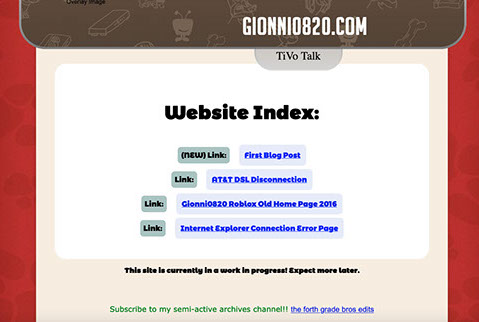 Overlay Image
GIONNI0820.COM
TiVo Talk
Website Index:
(NEW) Link: First Blog Post
Link: AT&T DSL Disconnection
Link: Gionni0820 Roblox Old Home Page 2016
Link: Internet Explorer Connection Error Page
This site is currently in a work in progress! Expect more later.
Subscribe to my semi-active archives channel!! the forth grade bros edits